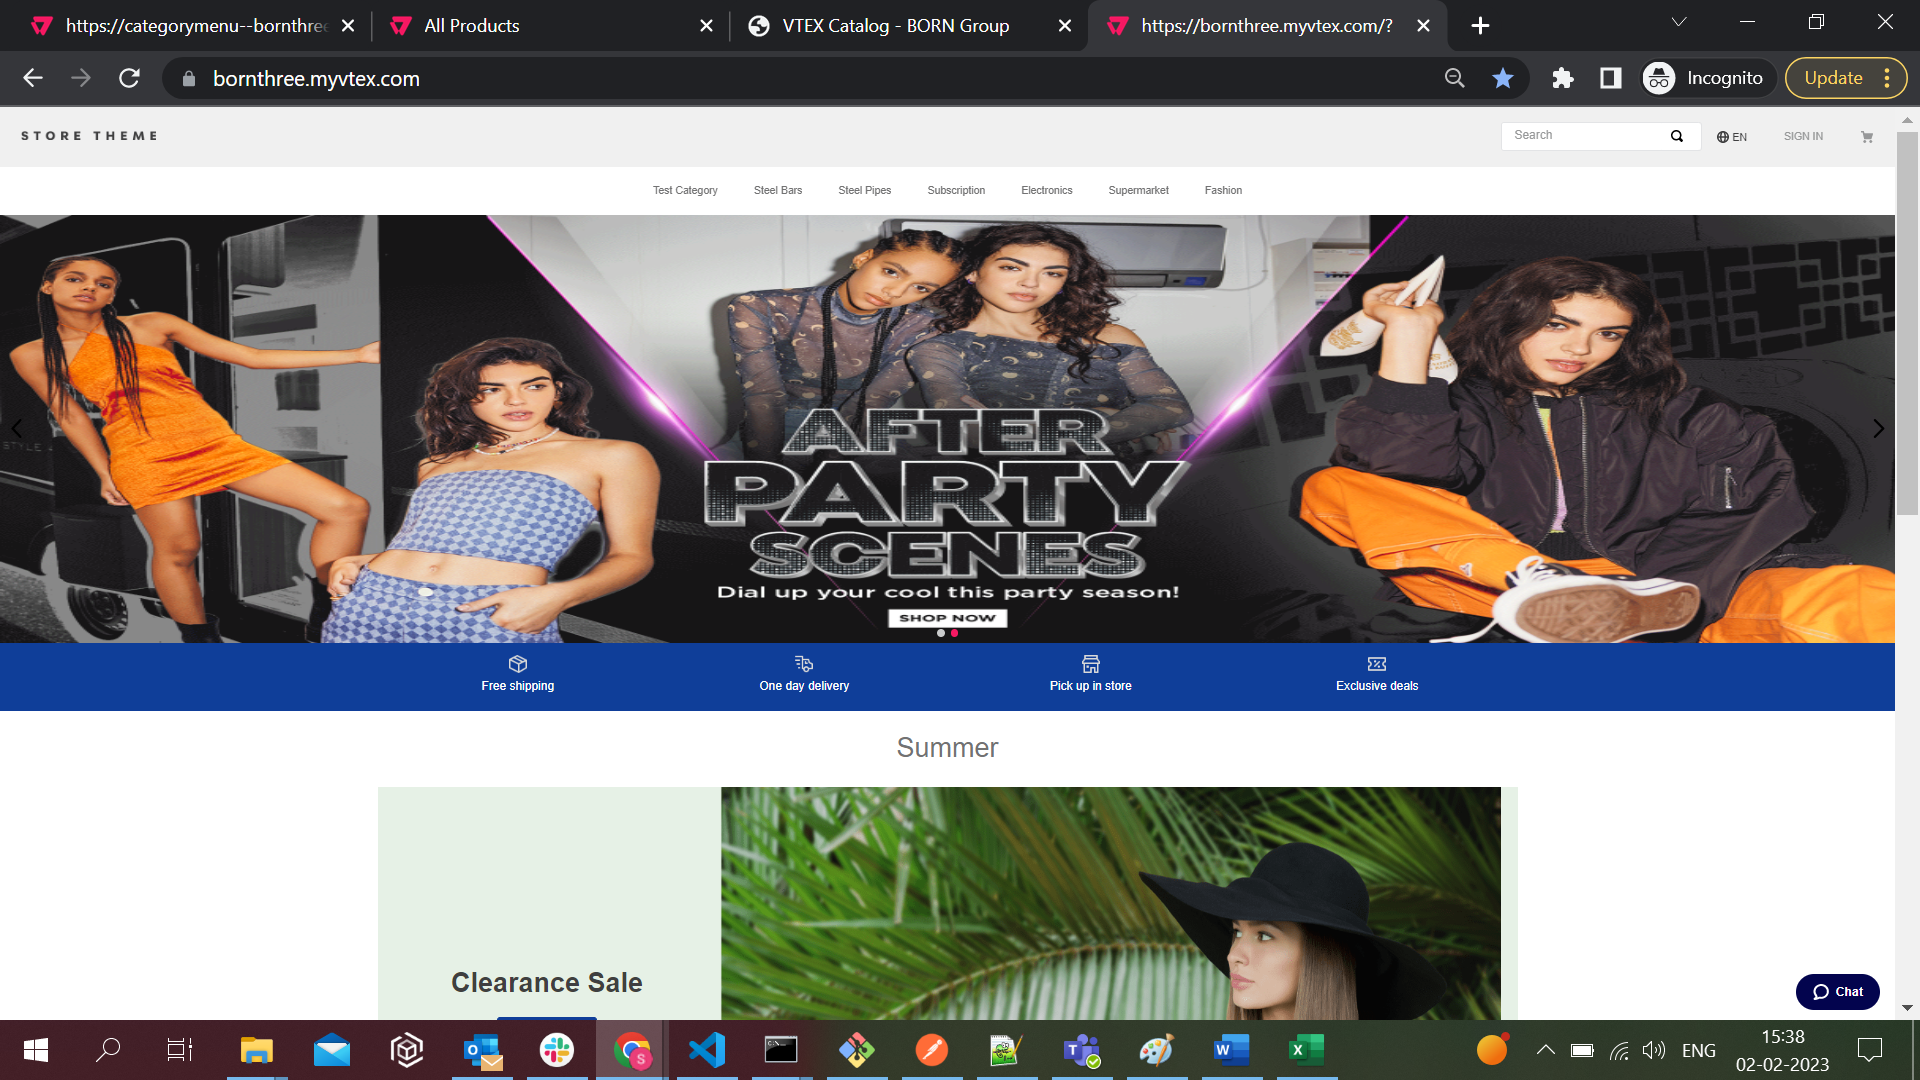 https://categorymenu--bornthree
All Products
VTEX Catalog - BORN Group
https://bornthree.myvtex.com/?
bornthree.myvtex.com
Incognito
Update
STORE THEME
Search
EN
SIGN IN
Test Category
Steel Bars
Steel Pipes
Subscription
Electronics
Supermarket
Fashion
AFTER
PARTY
SCENES
Dial up your cool this party season!
SHOP NOW
Free shipping
One day delivery
Pick up in store
Exclusive deals
Summer
Clearance Sale
Chat
ENG
15:38
02-02-2023